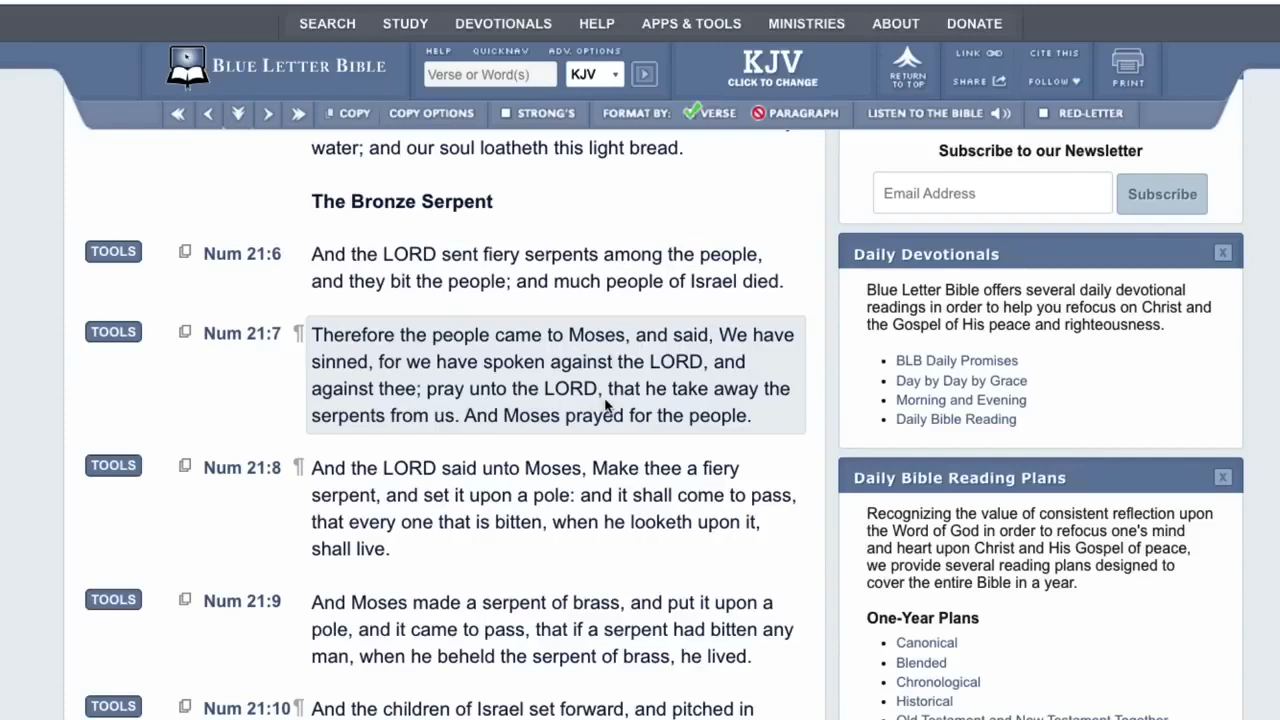 SEARCH STUDY DEVOTIONALS HELP APPS & TOOLS MINISTRIES ABOUT DONATE
BLUE LETTER BIBLE
HELP QUICKNAV ADV. OPTIONS
Verse or Word(s) KJV
KJV
CLICK TO CHANGE
RETURN
TO TOP
LINK CITE THIS
SHARE FOLLOW
PRINT
COPY COPY OPTIONS STRONG'S FORMAT BY: VERSE PARAGRAPH LISTEN TO THE BIBLE RED-LETTER
water; and our soul loatheth this light bread.
The Bronze Serpent
TOOLS Num 21:6 And the LORD sent fiery serpents among the people,
and they bit the people; and much people of Israel died.
TOOLS Num 21:7 ¶ Therefore the people came to Moses, and said, We have
sinned, for we have spoken against the LORD, and
against thee; pray unto the LORD, that he take away the
serpents from us. And Moses prayed for the people.
TOOLS Num 21:8 ¶ And the LORD said unto Moses, Make thee a fiery
serpent, and set it upon a pole: and it shall come to pass,
that every one that is bitten, when he looketh upon it,
shall live.
TOOLS Num 21:9 And Moses made a serpent of brass, and put it upon a
pole, and it came to pass, that if a serpent had bitten any
man, when he beheld the serpent of brass, he lived.
TOOLS Num 21:10 ¶ And the children of Israel set forward, and pitched in
Subscribe to our Newsletter
Email Address Subscribe
Daily Devotionals X
Blue Letter Bible offers several daily devotional
readings in order to help you refocus on Christ and
the Gospel of His peace and righteousness.
BLB Daily Promises
Day by Day by Grace
Morning and Evening
Daily Bible Reading
Daily Bible Reading Plans X
Recognizing the value of consistent reflection upon
the Word of God in order to refocus one's mind
and heart upon Christ and His Gospel of peace,
we provide several reading plans designed to
cover the entire Bible in a year.
One-Year Plans
Canonical
Blended
Chronological
Historical
Old Testament and New Testament Together